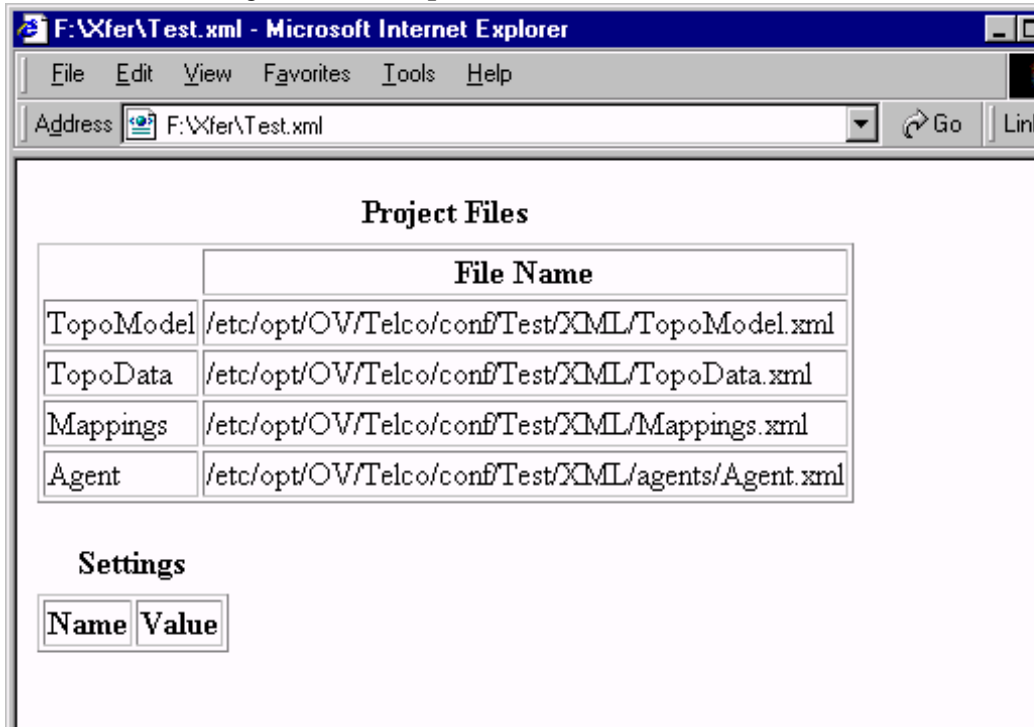 F:\Xfer\Test.xml - Microsoft Internet Explorer
File Edit View Favorites Tools Help
Address F:\Xfer\Test.xml Go
Project Files
File Name
TopoModel /etc/opt/OV/Telco/conf/Test/XML/TopoModel.xml
TopoData /etc/opt/OV/Telco/conf/Test/XML/TopoData.xml
Mappings /etc/opt/OV/Telco/conf/Test/XML/Mappings.xml
Agent /etc/opt/OV/Telco/conf/Test/XML/agents/Agent.xml
Settings
Name Value